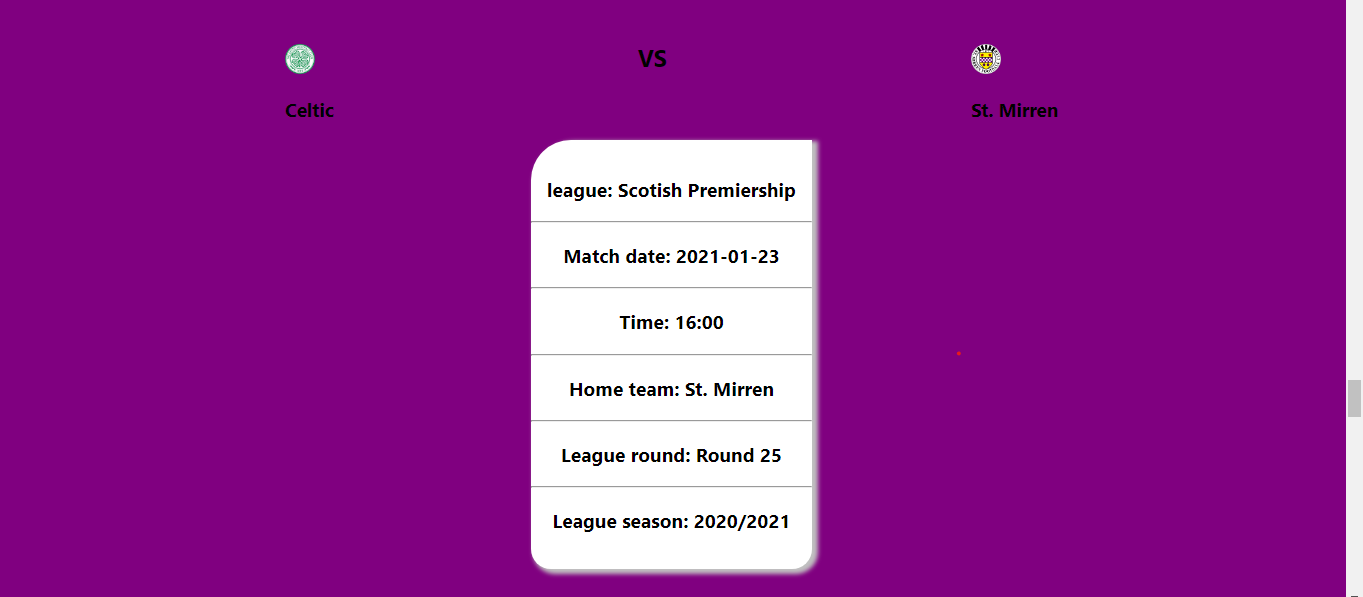 VS
Celtic
St. Mirren
league: Scotish Premiership
Match date: 2021-01-23
Time: 16:00
Home team: St. Mirren
League round: Round 25
League season: 2020/2021